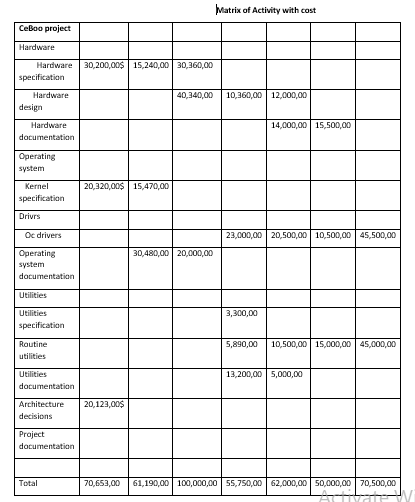 Matrix of Activity with cost
CeBoo project
Hardware
Hardware 30,200,00$ 15,240,00 30,360,00
specification
Hardware 40,340,00 10,360,00 12,000,00
design
Hardware 14,000,00 15,500,00
documentation
Operating
system
Kernel 20,320,00$ 15,470,00
specification
Drivrs
Oc drivers 23,000,00 20,500,00 10,500,00 45,500,00
Operating 30,480,00 20,000,00
system
documentation
Utilities
Utilities 3,300,00
specification
Routine 5,890,00 10,500,00 15,000,00 45,000,00
utilities
Utilities 13,200,00 5,000,00
documentation
Architecture 20,123,00$
decisions
Project
documentation
Total 70,653,00 61,190,00 100,000,00 55,750,00 62,000,00 50,000,00 70,500,00
Activate W